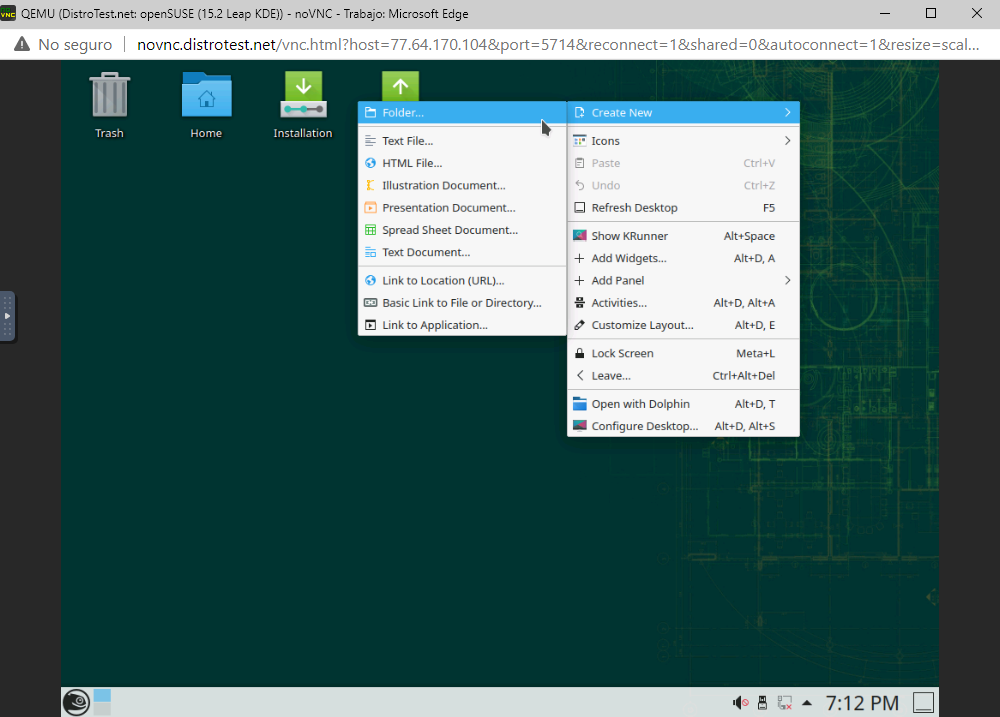 QEMU (DistroTest.net: openSUSE (15.2 Leap KDE)) - noVNC - Trabajo: Microsoft Edge
No seguro novnc.distrotest.net/vnc.html?host=77.64.170.104&port=5714&reconnect=1&shared=0&autoconnect=1&resize=scal...
Trash
Home
Installation
Folder...
Text File...
HTML File...
Illustration Document...
Presentation Document...
Spread Sheet Document...
Text Document...
Link to Location (URL)...
Basic Link to File or Directory...
Link to Application...
Create New
Icons
Paste Ctrl+V
Undo Ctrl+Z
Refresh Desktop F5
Show KRunner Alt+Space
Add Widgets... Alt+D, A
Add Panel
Activities... Alt+D, Alt+A
Customize Layout... Alt+D, E
Lock Screen Meta+L
Leave... Ctrl+Alt+Del
Open with Dolphin Alt+D, T
Configure Desktop... Alt+D, Alt+S
7:12 PM